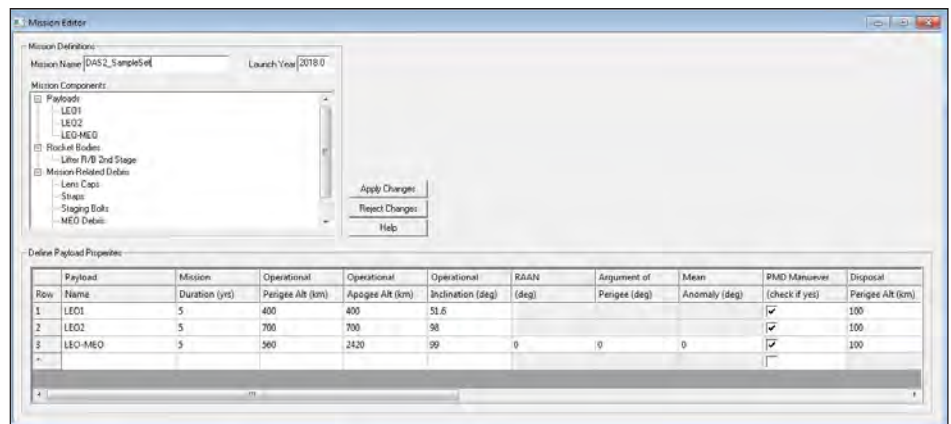 Mission Editor
Mission Definitions
Mission Name DAS2_SampleSet Launch Year 2018.0
Mission Components
Payloads
LEO1
LEO2
LEO-MEO
Rocket Bodies
Lifter R/B 2nd Stage
Mission Related Debris
Lens Caps
Straps
Staging Bolts
MEO Debris
Apply Changes
Reject Changes
Help
Define Payload Properites
Payload Mission Operational Operational Operational RAAN Argument of Mean PMD Manuever Disposal
Row Name Duration (yrs) Perigee Alt (km) Apogee Alt (km) Inclination (deg) (deg) Perigee (deg) Anomaly (deg) (check if yes) Perigee Alt (km)
1 LEO1 5 400 400 51.6 100
2 LEO2 5 700 700 98 100
3 LEO-MEO 5 560 2420 99 0 0 0 100
*